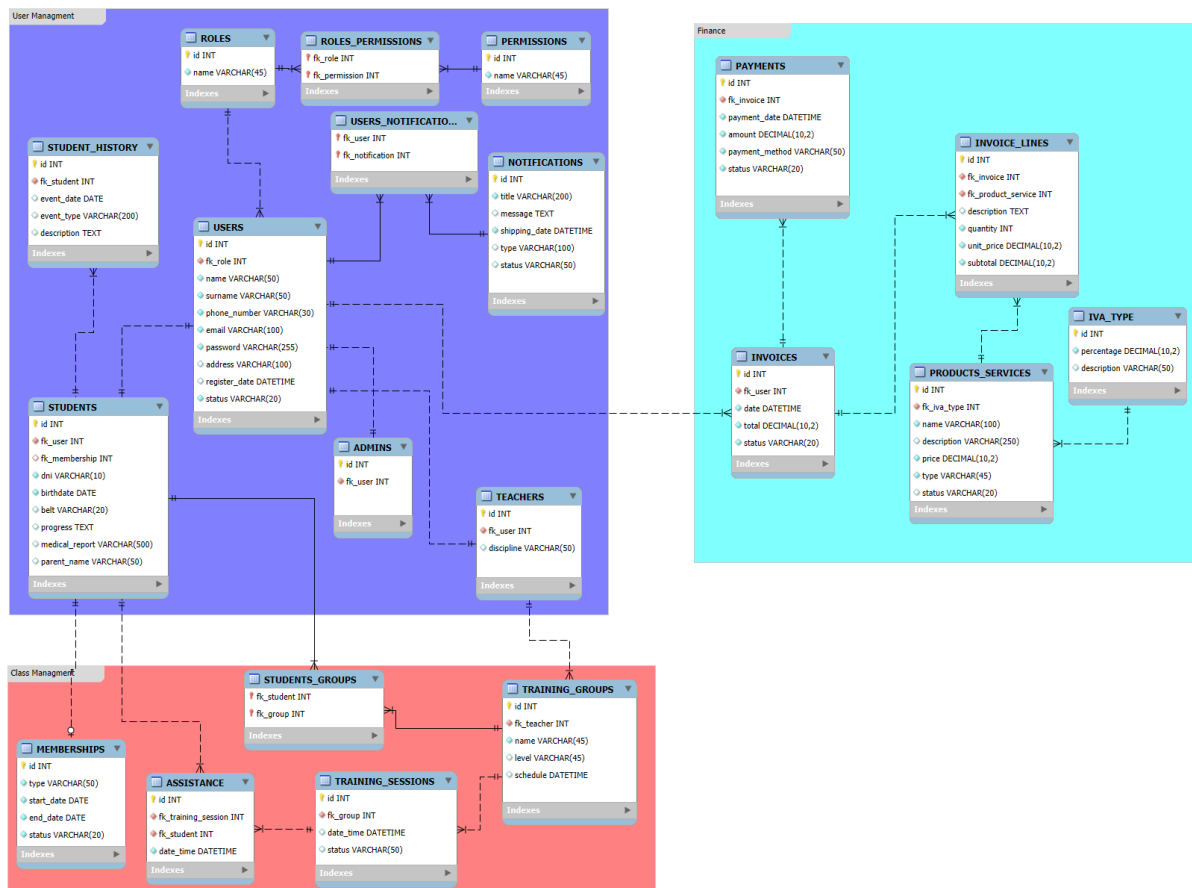 User Managment
ROLES
id INT
name VARCHAR(45)
Indexes
ROLES_PERMISSIONS
fk_role INT
fk_permission INT
Indexes
PERMISSIONS
id INT
name VARCHAR(45)
Indexes
USERS_NOTIFICATIO...
fk_user INT
fk_notification INT
Indexes
STUDENT_HISTORY
id INT
fk_student INT
event_date DATE
event_type VARCHAR(200)
description TEXT
Indexes
NOTIFICATIONS
id INT
title VARCHAR(200)
message TEXT
shipping_date DATETIME
type VARCHAR(100)
status VARCHAR(50)
Indexes
USERS
id INT
fk_role INT
name VARCHAR(50)
surname VARCHAR(50)
phone_number VARCHAR(30)
email VARCHAR(100)
password VARCHAR(255)
address VARCHAR(100)
register_date DATETIME
status VARCHAR(20)
Indexes
STUDENTS
id INT
fk_user INT
fk_membership INT
dni VARCHAR(10)
birthdate DATE
belt VARCHAR(20)
progress TEXT
medical_report VARCHAR(500)
parent_name VARCHAR(50)
Indexes
ADMINS
id INT
fk_user INT
Indexes
TEACHERS
id INT
fk_user INT
discipline VARCHAR(50)
Indexes
Finance
PAYMENTS
id INT
fk_invoice INT
payment_date DATETIME
amount DECIMAL(10,2)
payment_method VARCHAR(50)
status VARCHAR(20)
Indexes
INVOICE_LINES
id INT
fk_invoice INT
fk_product_service INT
description TEXT
quantity INT
unit_price DECIMAL(10,2)
subtotal DECIMAL(10,2)
Indexes
IVA_TYPE
id INT
percentage DECIMAL(10,2)
description VARCHAR(50)
Indexes
INVOICES
id INT
fk_user INT
date DATETIME
total DECIMAL(10,2)
status VARCHAR(20)
Indexes
PRODUCTS_SERVICES
id INT
fk_iva_type INT
name VARCHAR(100)
description VARCHAR(250)
price DECIMAL(10,2)
type VARCHAR(45)
status VARCHAR(20)
Indexes
Class Managment
STUDENTS_GROUPS
fk_student INT
fk_group INT
Indexes
TRAINING_GROUPS
id INT
fk_teacher INT
name VARCHAR(45)
level VARCHAR(45)
schedule DATETIME
Indexes
MEMBERSHIPS
id INT
type VARCHAR(50)
start_date DATE
end_date DATE
status VARCHAR(20)
Indexes
ASSISTANCE
id INT
fk_training_session INT
fk_student INT
date_time DATETIME
Indexes
TRAINING_SESSIONS
id INT
fk_group INT
date_time DATETIME
status VARCHAR(50)
Indexes